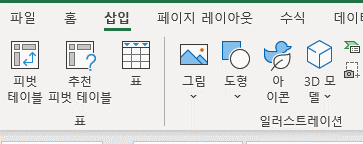 파일 홈 삽입 페이지 레이아웃 수식
피벗 추천 표 그림 도형 아 3D 모
테이블 피벗 테이블 이콘 델
표 일러스트레이션